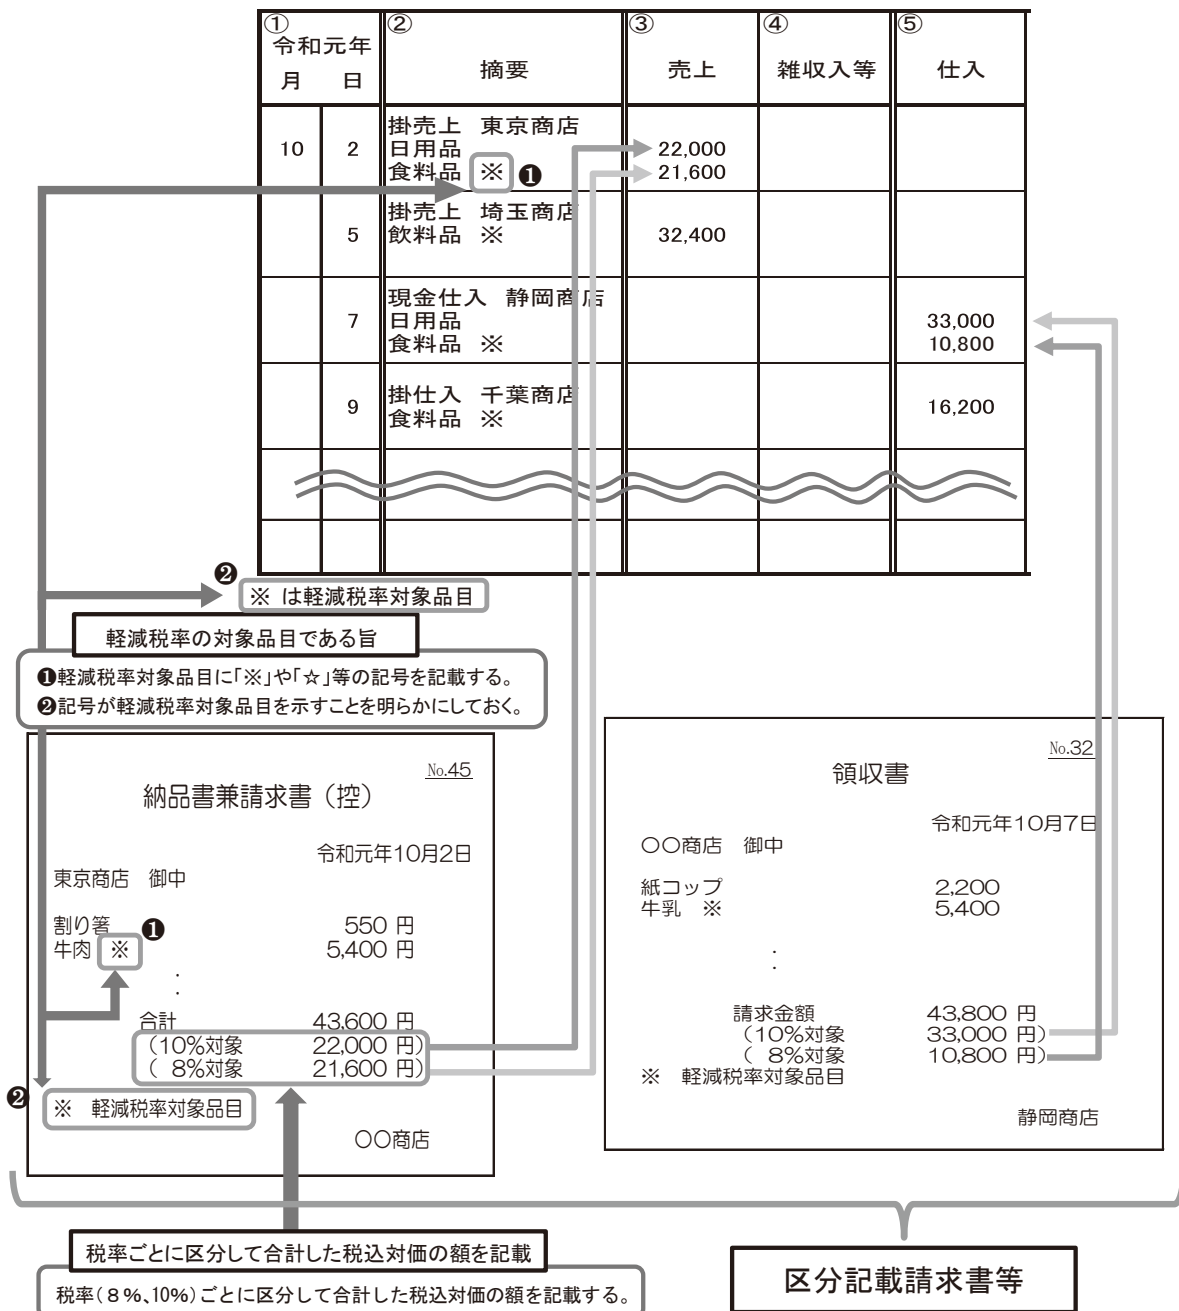 ① ② ③ ④ ⑤
令和元年
月 日 摘要 売上 雑収入等 仕入
掛売上 東京商店
10 2 日用品 22,000
食料品 ※ ❶ 21,600
掛売上 埼玉商店
5 飲料品 ※ 32,400
現金仕入 静岡商店
7 日用品 33,000
食料品 ※ 10,800
掛仕入 千葉商店
9 食料品 ※ 16,200
❷ ※ は軽減税率対象品目
軽減税率の対象品目である旨
❶軽減税率対象品目に「※」や「☆」等の記号を記載する。
❷記号が軽減税率対象品目を示すことを明らかにしておく。
No.45
納品書兼請求書（控）
令和元年10月2日
東京商店 御中
割り箸 550 円
牛肉 ※ ❶ 5,400 円
：
合計 43,600 円
（10%対象 22,000 円）
（ 8%対象 21,600 円）
❷ ※ 軽減税率対象品目
〇〇商店
No.32
領収書
令和元年10月7日
〇〇商店 御中
紙コップ 2,200
牛乳 ※ 5,400
：
請求金額 43,800 円
（10%対象 33,000 円）
（ 8%対象 10,800 円）
※ 軽減税率対象品目
静岡商店
税率ごとに区分して合計した税込対価の額を記載
税率（８％、10%）ごとに区分して合計した税込対価の額を記載する。
区分記載請求書等